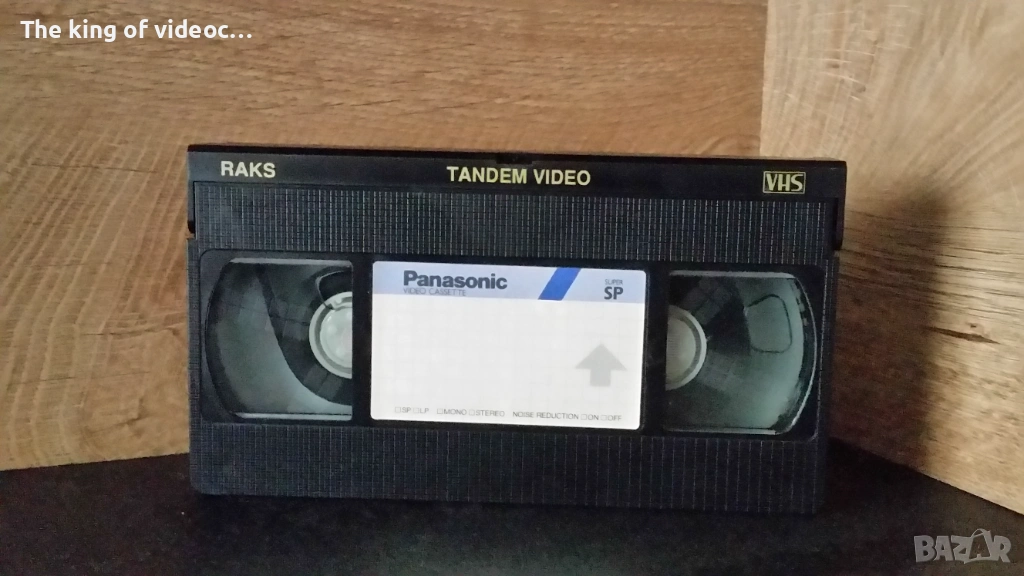 The king of videoc...
RAKS TANDEM VIDEO VHS
Panasonic SUPER
VIDEO CASSETTE SP
□SP □LP □MONO □STEREO NOISE REDUCTION □ON □OFF
BAZAR